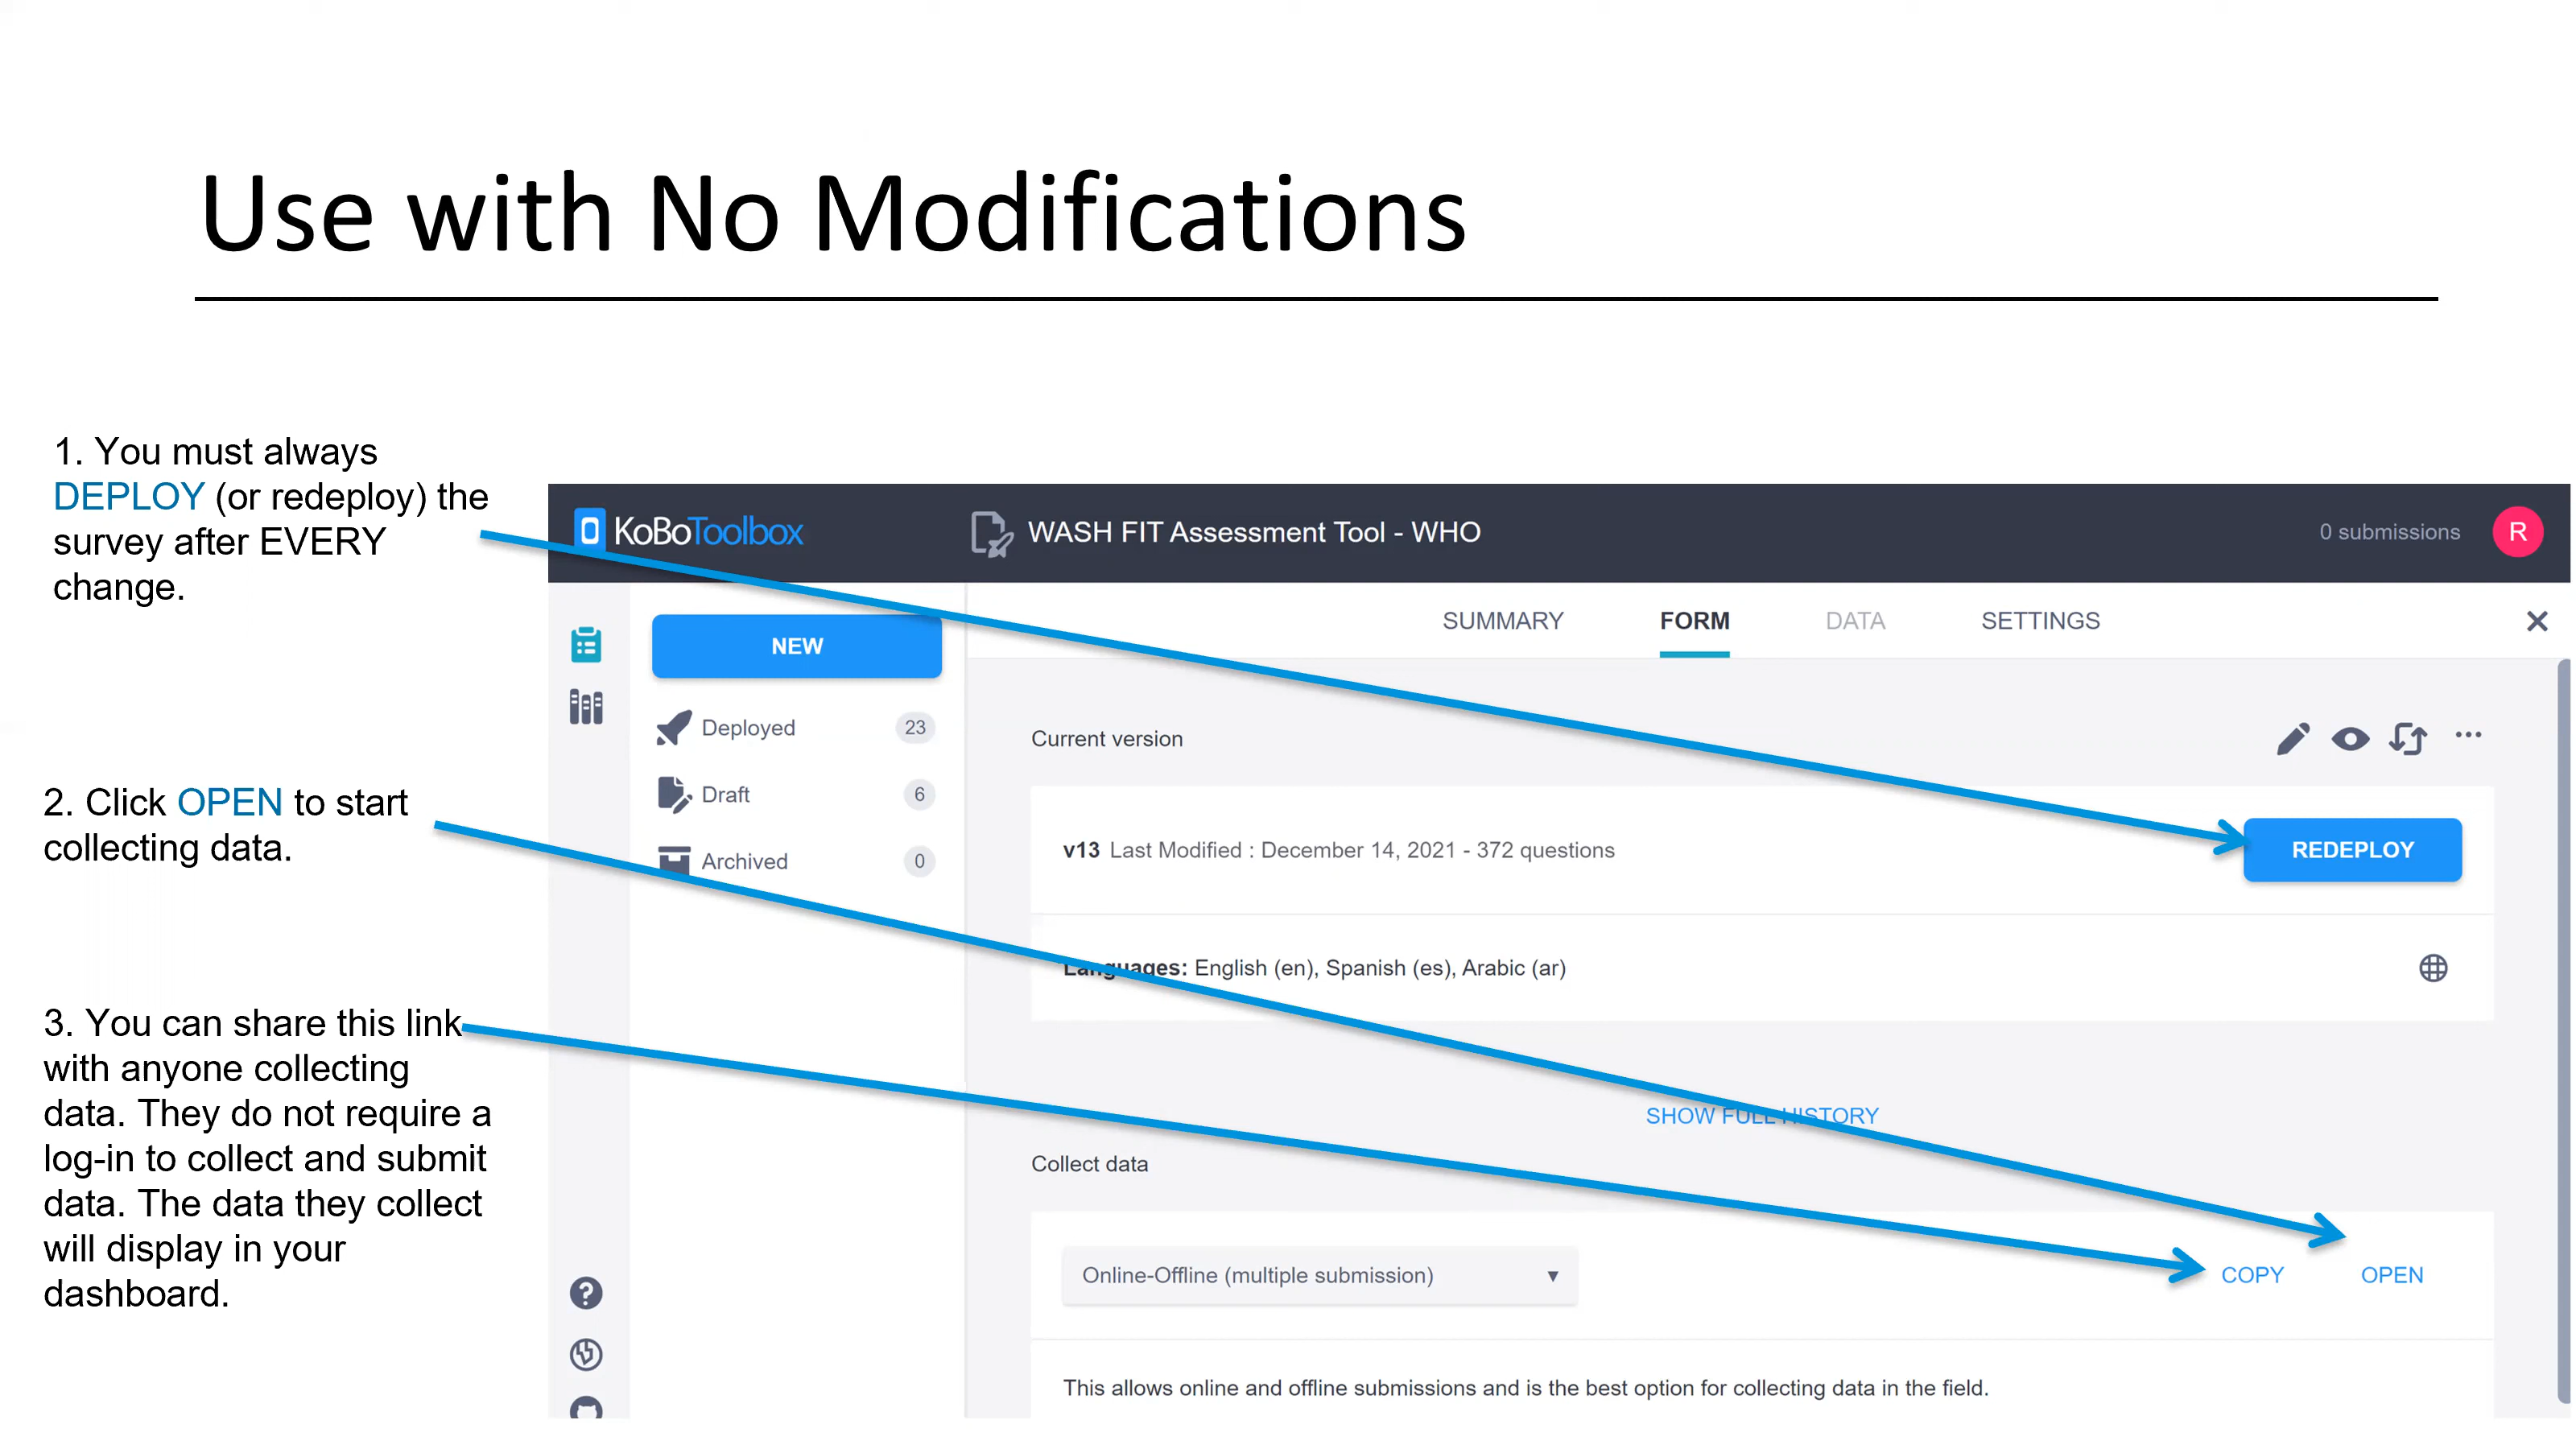 Use with No Modifications
1. You must always
DEPLOY (or redeploy) the
survey after EVERY
change.
2. Click OPEN to start
collecting data.
3. You can share this link
with anyone collecting
data. They do not require a
log-in to collect and submit
data. The data they collect
will display in your
dashboard.
KoBoToolbox
WASH FIT Assessment Tool - WHO
0 submissions
R
NEW
Deployed 23
Draft 6
Archived 0
SUMMARY FORM DATA SETTINGS
Current version
v13 Last Modified : December 14, 2021 - 372 questions
REDEPLOY
Languages: English (en), Spanish (es), Arabic (ar)
SHOW FULL HISTORY
Collect data
Online-Offline (multiple submission)
COPY OPEN
This allows online and offline submissions and is the best option for collecting data in the field.